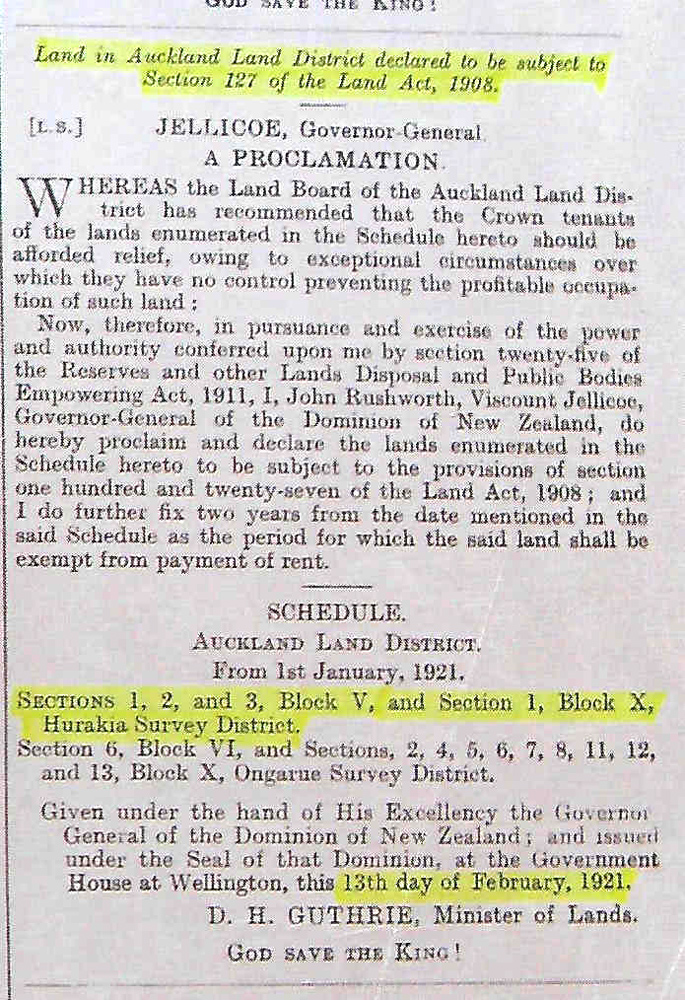 GOD SAVE THE KING!
Land in Auckland Land District declared to be subject to
Section 127 of the Land Act, 1908.
[L.S.] JELLICOE, Governor-General.
A PROCLAMATION.
WHEREAS the Land Board of the Auckland Land Dis-
trict has recommended that the Crown tenants
of the lands enumerated in the Schedule hereto should be
afforded relief, owing to exceptional circumstances over
which they have no control preventing the profitable occupa-
tion of such land:
Now, therefore, in pursuance and exercise of the power
and authority conferred upon me by section twenty-five of
the Reserves and other Lands Disposal and Public Bodies
Empowering Act, 1911, I, John Rushworth, Viscount Jellicoe,
Governor-General of the Dominion of New Zealand, do
hereby proclaim and declare the lands enumerated in the
Schedule hereto to be subject to the provisions of section
one hundred and twenty-seven of the Land Act, 1908; and
I do further fix two years from the date mentioned in the
said Schedule as the period for which the said land shall be
exempt from payment of rent.
SCHEDULE.
AUCKLAND LAND DISTRICT.
From 1st January, 1921.
SECTIONS 1, 2, and 3, Block V, and Section 1, Block X,
Hurakia Survey District.
Section 6, Block VI, and Sections, 2, 4, 5, 6, 7, 8, 11, 12,
and 13, Block X, Ongarue Survey District.
Given under the hand of His Excellency the Governor
General of the Dominion of New Zealand; and issued
under the Seal of that Dominion, at the Government
House at Wellington, this 13th day of February, 1921.
D. H. GUTHRIE, Minister of Lands.
GOD SAVE THE KING!